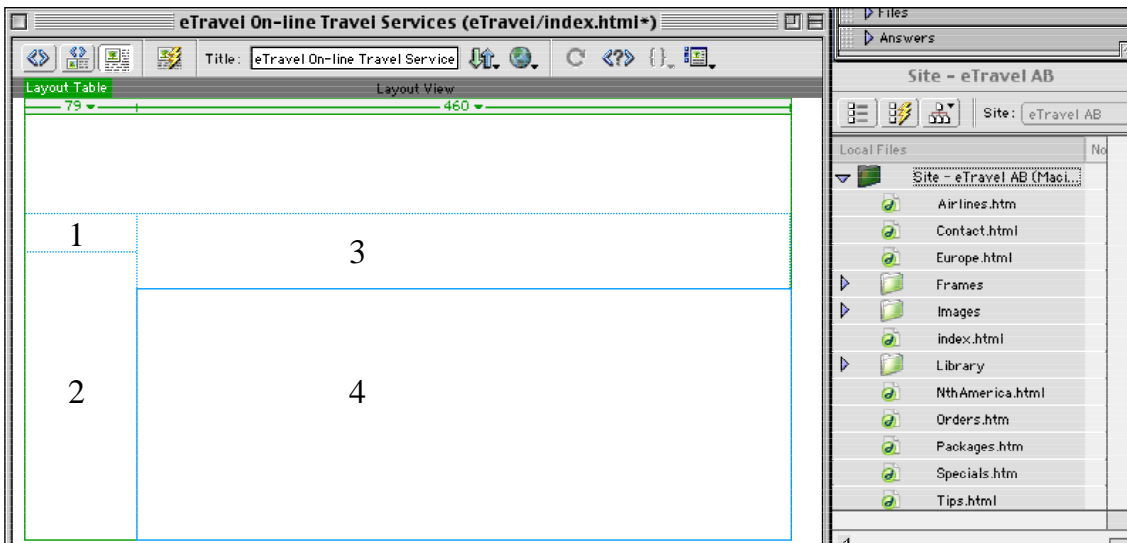 eTravel On-line Travel Services (eTravel/index.html*)
Title: eTravel On-line Travel Service
Layout Table
Layout View
79
460
1
3
2
4
Files
Answers
Site - eTravel AB
Site: eTravel AB
Local Files
No
Site - eTravel AB (Maci...
Airlines.htm
Contact.html
Europe.html
Frames
Images
index.html
Library
NthAmerica.html
Orders.htm
Packages.htm
Specials.htm
Tips.html